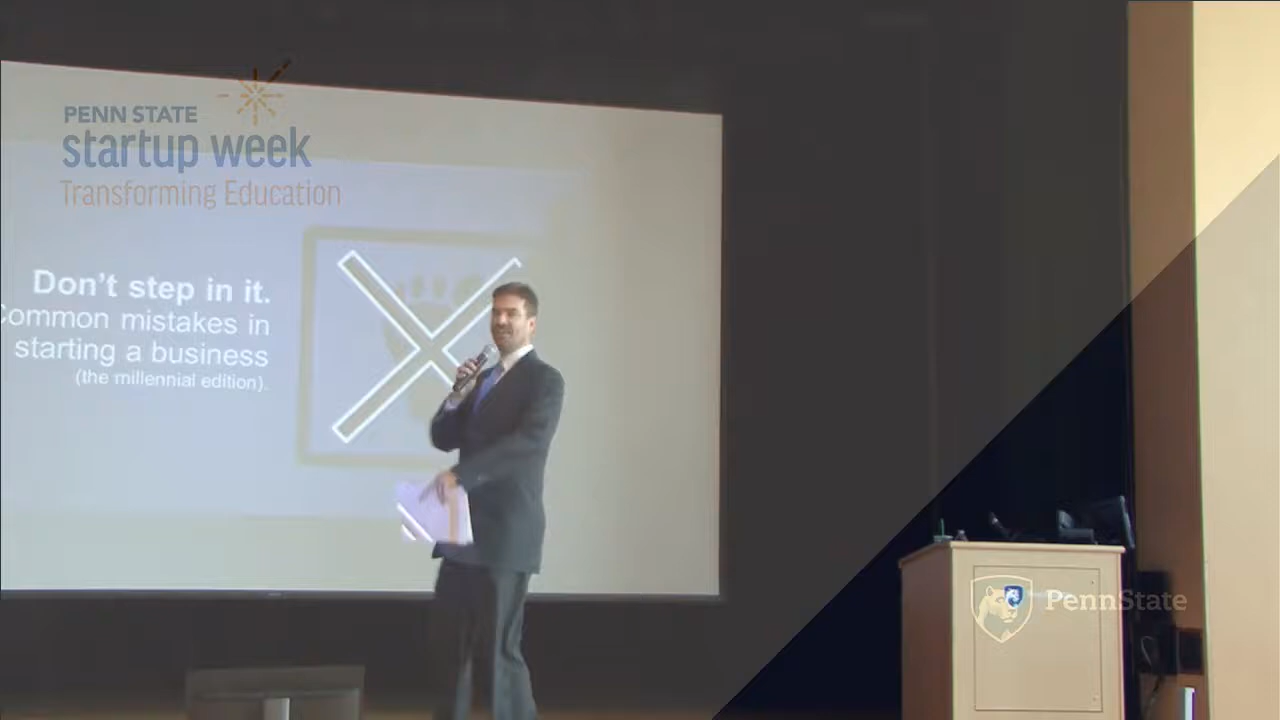 PENN STATE
startup week
Transforming Education
Don't step in it.
Common mistakes in
starting a business
(the millennial edition).
PennState